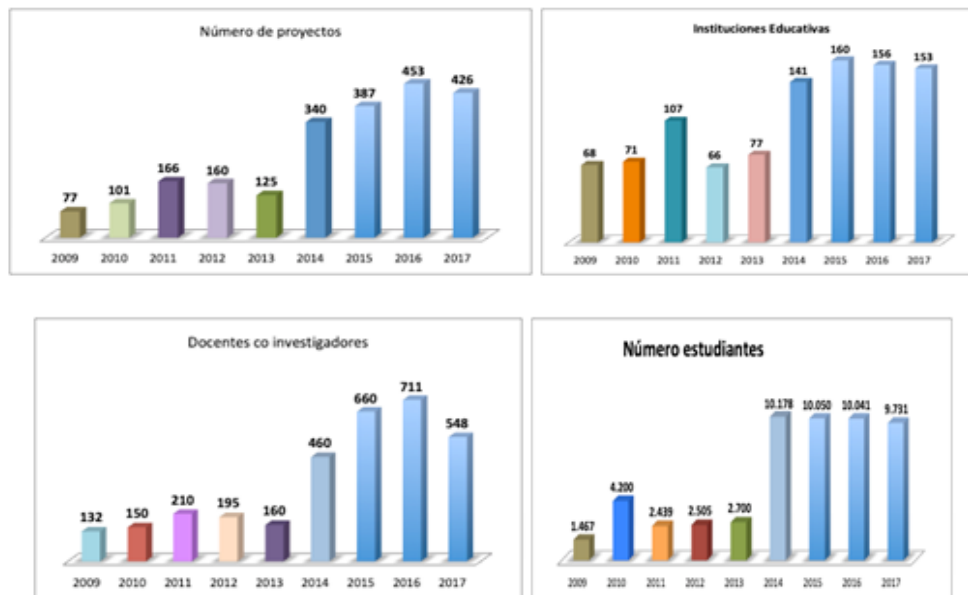 Número de proyectos
453
426
387
340
166
160
125
101
77
2009 2010 2011 2012 2013 2014 2015 2016 2017
Instituciones Educativas
160
156
153
141
107
77
71
68
66
2009 2010 2011 2012 2013 2014 2015 2016 2017
Docentes co investigadores
711
660
548
460
210
195
160
150
132
2009 2010 2011 2012 2013 2014 2015 2016 2017
Número estudiantes
10.178 10.050 10.041 9.731
4.200
2.439 2.505 2.700
1.467
2009 2010 2011 2012 2013 2014 2015 2016 2017